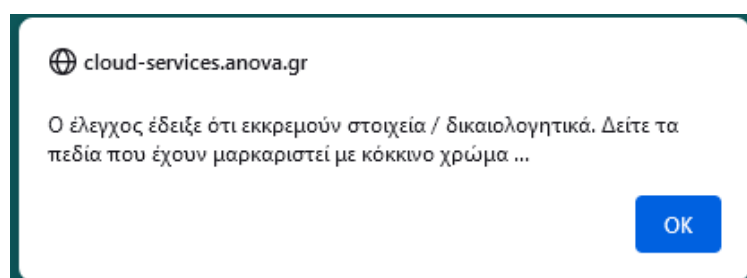 cloud-services.anova.gr
Ο έλεγχος έδειξε ότι εκκρεμούν στοιχεία / δικαιολογητικά. Δείτε τα
πεδία που έχουν μαρκαριστεί με κόκκινο χρώμα ...
OK